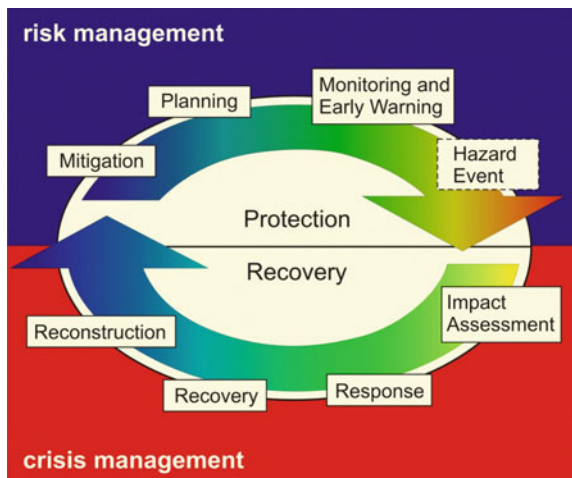 risk management
Monitoring and
Early Warning
Planning
Mitigation
Hazard
Event
Protection
Recovery
Impact
Assessment
Reconstruction
Response
Recovery
crisis management